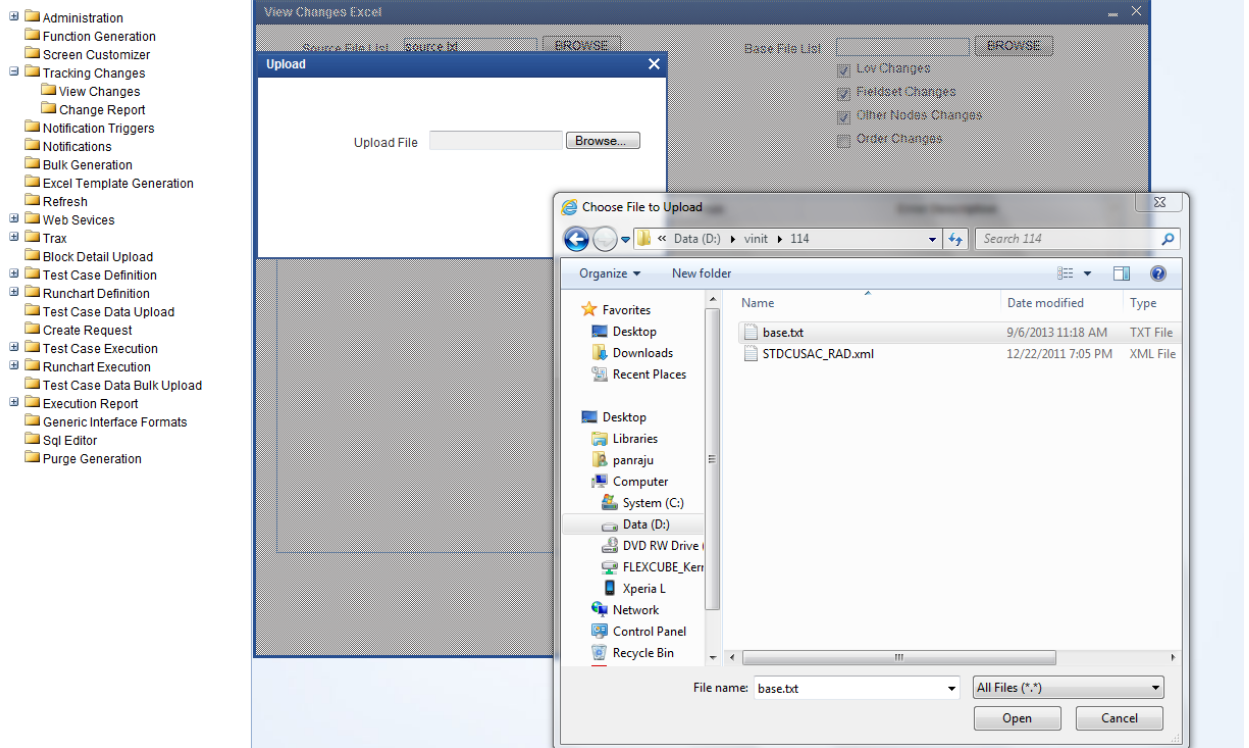 Administration
Function Generation
Screen Customizer
Tracking Changes
View Changes
Change Report
Notification Triggers
Notifications
Bulk Generation
Excel Template Generation
Refresh
Web Sevices
Trax
Block Detail Upload
Test Case Definition
Runchart Definition
Test Case Data Upload
Create Request
Test Case Execution
Runchart Execution
Test Case Data Bulk Upload
Execution Report
Generic Interface Formats
Sql Editor
Purge Generation
View Changes Excel
Source File List source.txt BROWSE
Base File List BROWSE
Lov Changes
Fieldset Changes
Other Nodes Changes
Order Changes
Upload
Upload File Browse...
Choose File to Upload
« Data (D:) vinit 114 Search 114
Organize New folder
Favorites
Desktop
Downloads
Recent Places
Desktop
Libraries
panraju
Computer
System (C:)
Data (D:)
DVD RW Drive (
FLEXCUBE_Kern
Xperia L
Network
Control Panel
Recycle Bin
Name Date modified Type
base.txt 9/6/2013 11:18 AM TXT File
STDCUSAC_RAD.xml 12/22/2011 7:05 PM XML File
File name: base.txt All Files (*.*)
Open Cancel